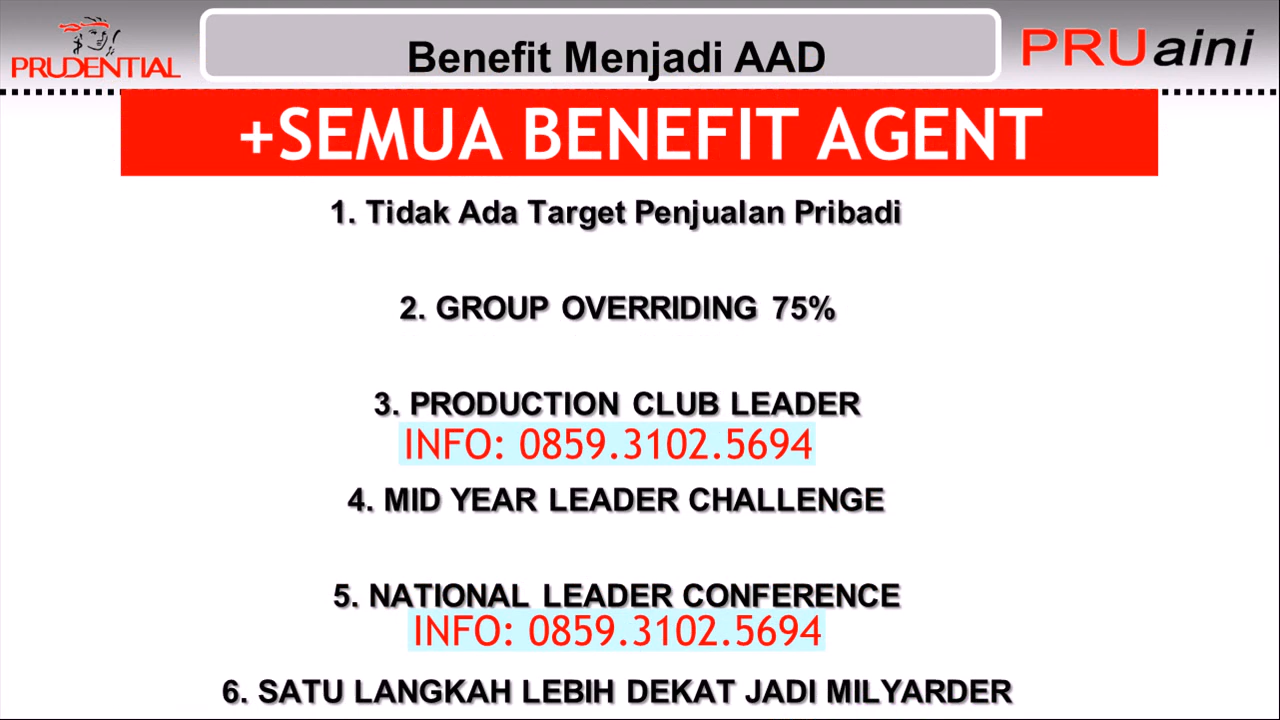 PRUDENTIAL
Benefit Menjadi AAD
PRUaini
+SEMUA BENEFIT AGENT
1. Tidak Ada Target Penjualan Pribadi
2. GROUP OVERRIDING 75%
3. PRODUCTION CLUB LEADER
INFO: 0859.3102.5694
4. MID YEAR LEADER CHALLENGE
5. NATIONAL LEADER CONFERENCE
INFO: 0859.3102.5694
6. SATU LANGKAH LEBIH DEKAT JADI MILYARDER